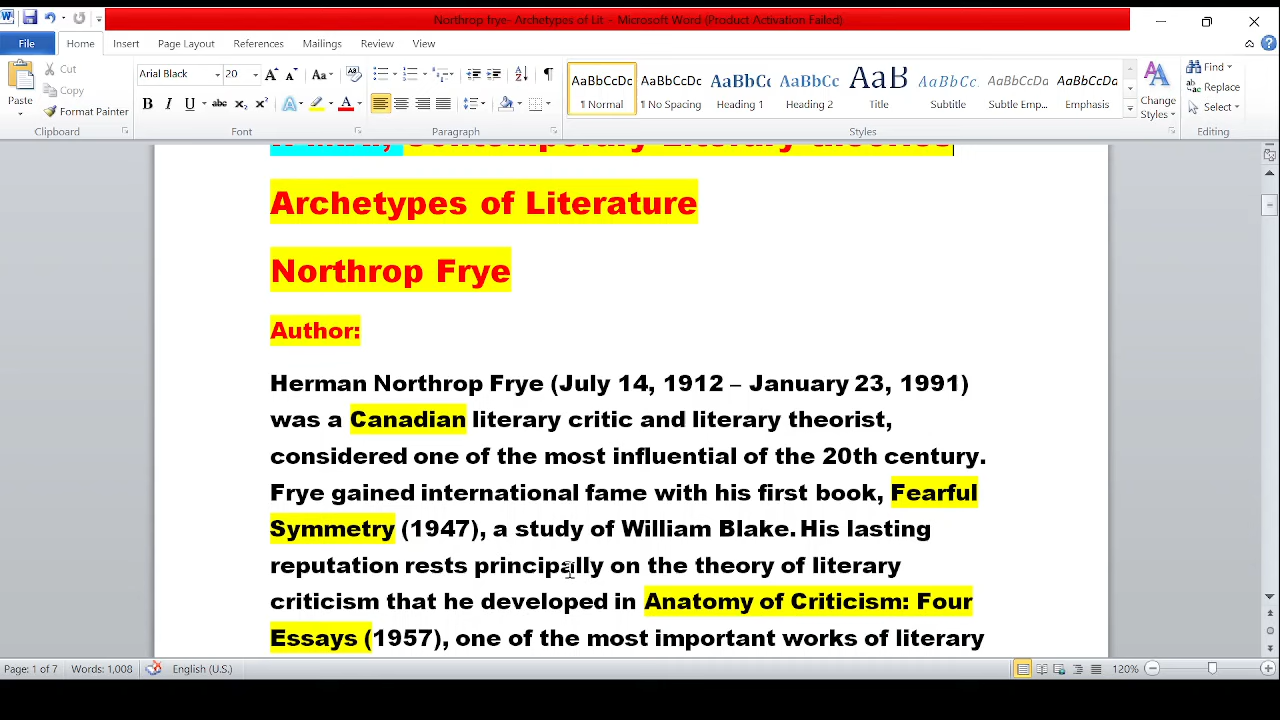 Northrop frye- Archetypes of Lit - Microsoft Word (Product Activation Failed)
File Home Insert Page Layout References Mailings Review View
Paste
Cut
Copy
Format Painter
Clipboard
Arial Black 20
Font
Paragraph
AaBbCcDc AaBbCcDc AaBbC AaBbCc AaB AaBbCc. AaBbCcDc AaBbCcDc
¶ Normal ¶ No Spacing Heading 1 Heading 2 Title Subtitle Subtle Em... Emphasis
Change Styles
Styles
Find
Replace
Select
Editing
Contemporary Literary theories
Archetypes of Literature
Northrop Frye
Author:
Herman Northrop Frye (July 14, 1912 – January 23, 1991)
was a Canadian literary critic and literary theorist,
considered one of the most influential of the 20th century.
Frye gained international fame with his first book, Fearful
Symmetry (1947), a study of William Blake. His lasting
reputation rests principally on the theory of literary
criticism that he developed in Anatomy of Criticism: Four
Essays (1957), one of the most important works of literary
Page: 1 of 7 Words: 1,008 English (U.S.) 120%